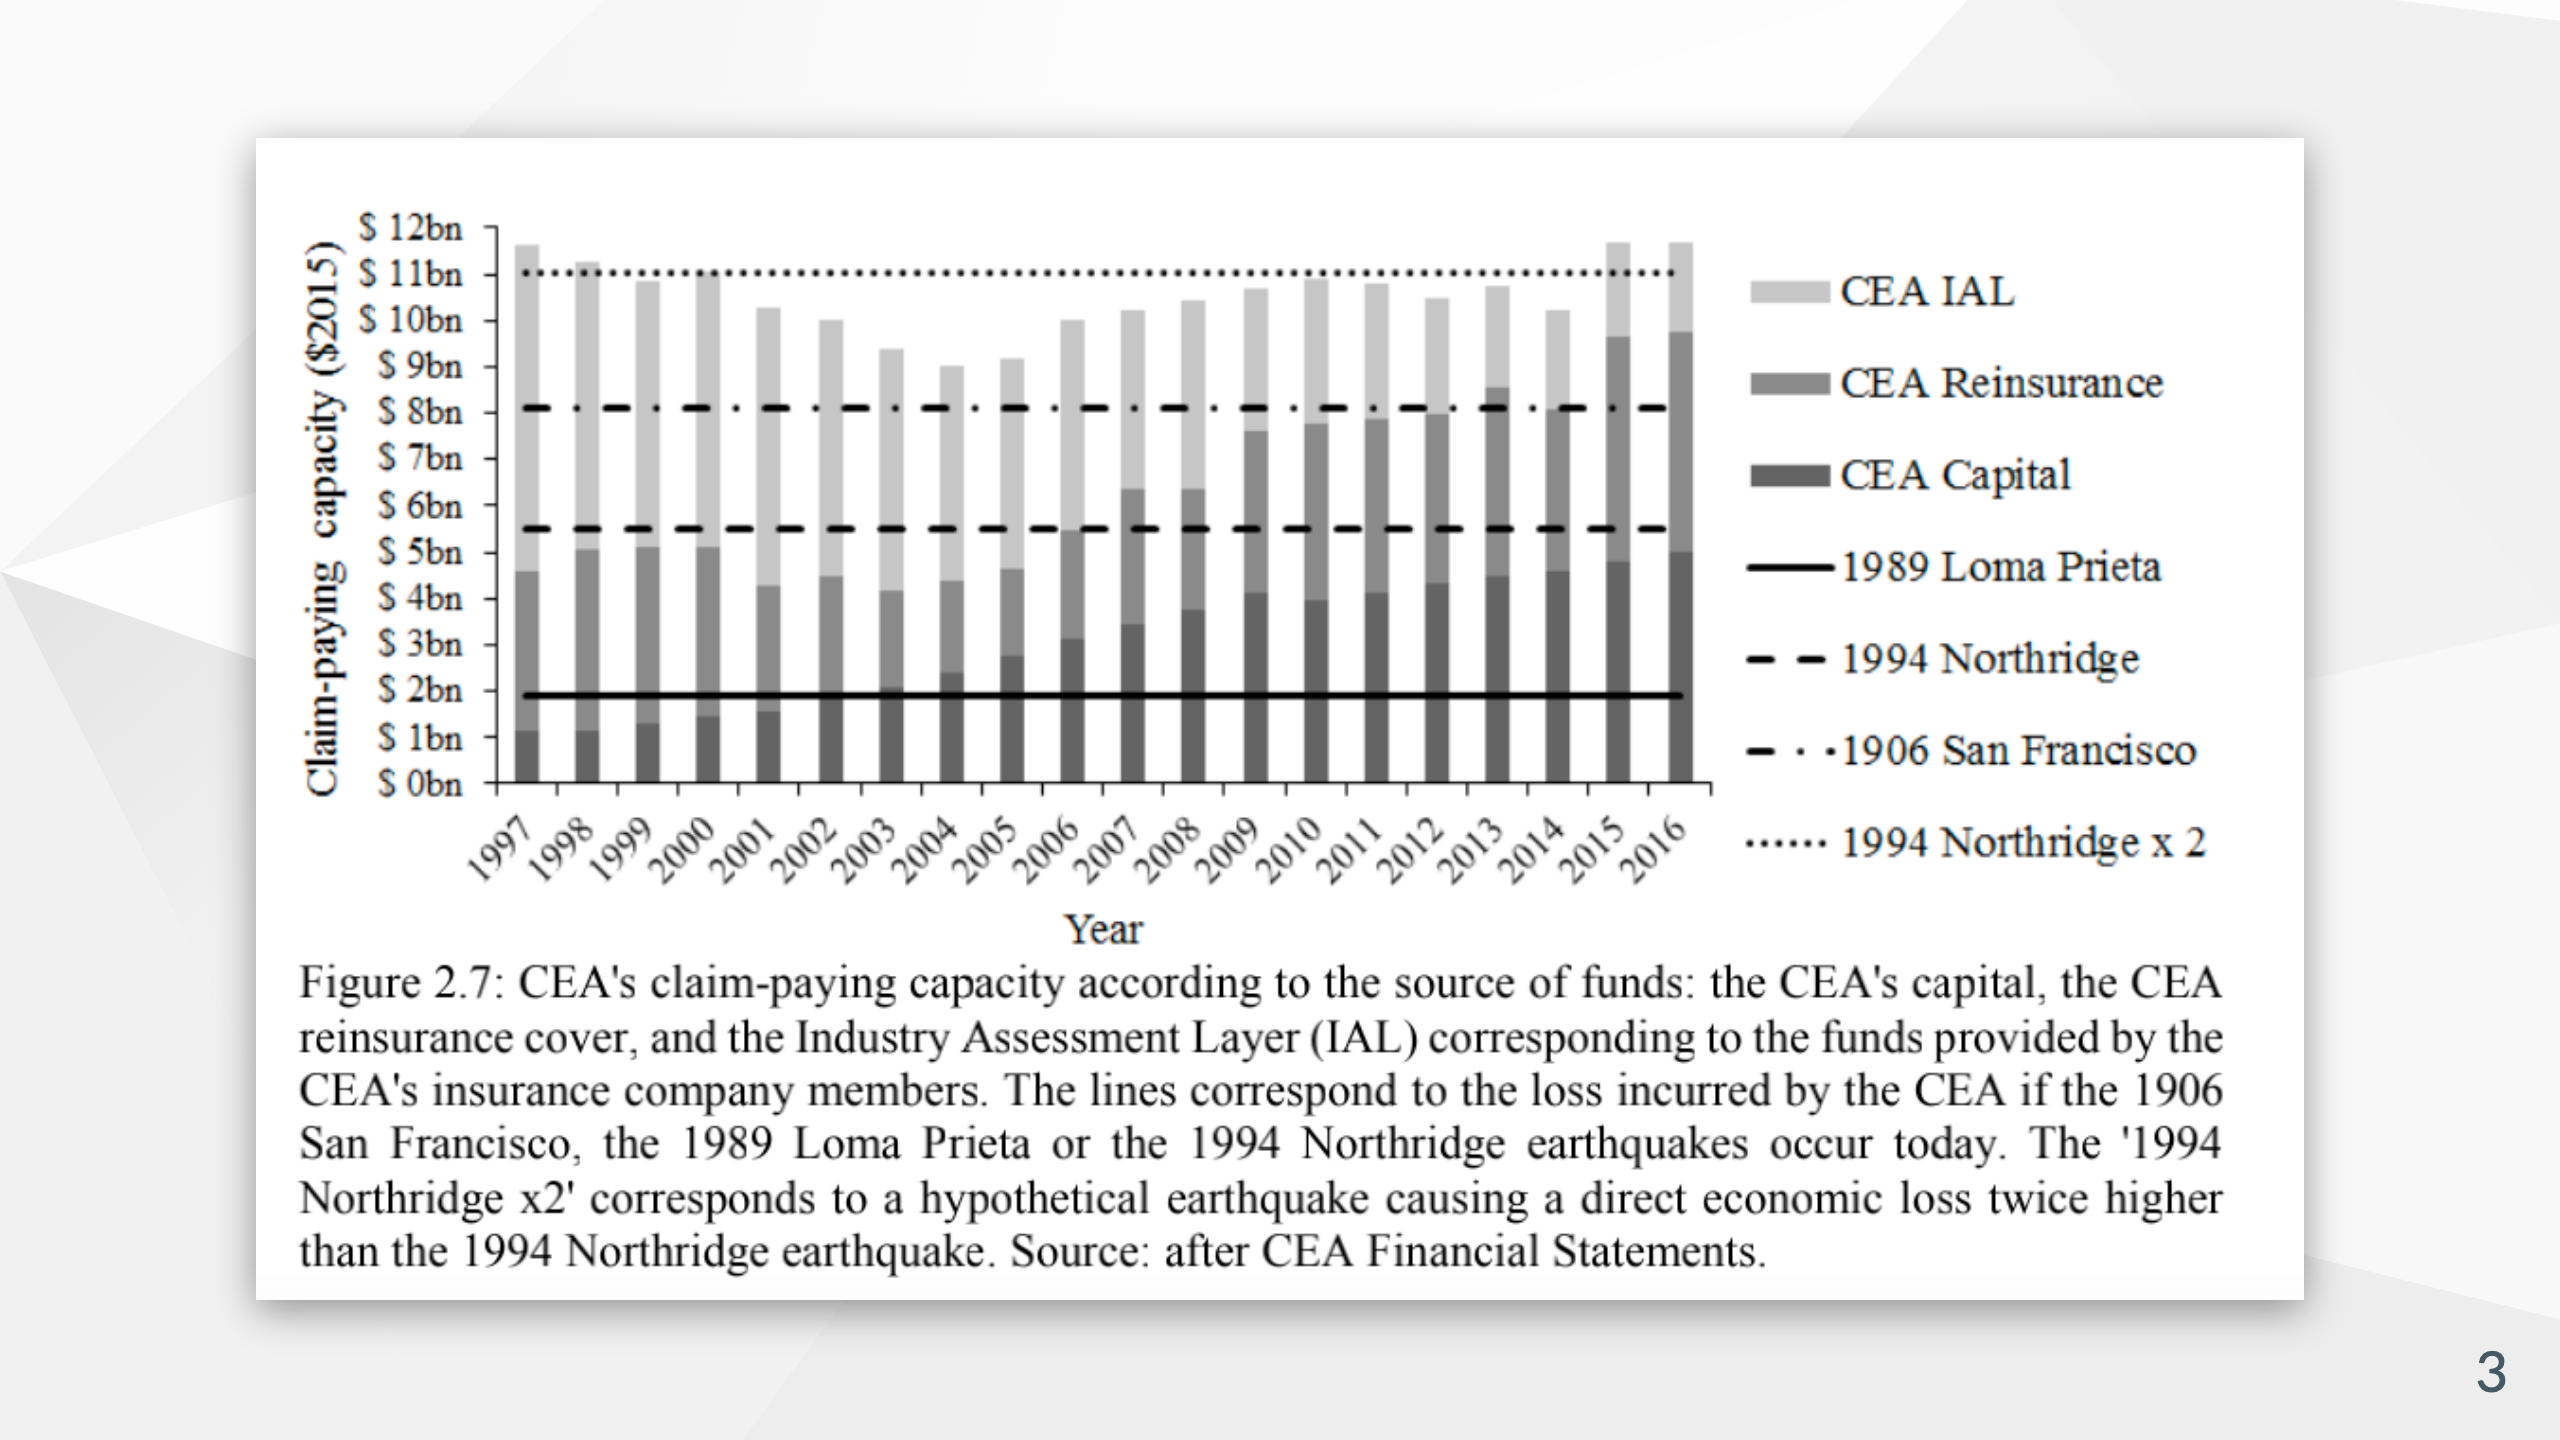 Claim-paying capacity ($2015)
$ 12bn
$ 11bn
$ 10bn
$ 9bn
$ 8bn
$ 7bn
$ 6bn
$ 5bn
$ 4bn
$ 3bn
$ 2bn
$ 1bn
$ 0bn
1997 1998 1999 2000 2001 2002 2003 2004 2005 2006 2007 2008 2009 2010 2011 2012 2013 2014 2015 2016
Year
CEA IAL
CEA Reinsurance
CEA Capital
1989 Loma Prieta
1994 Northridge
1906 San Francisco
1994 Northridge x 2
Figure 2.7: CEA's claim-paying capacity according to the source of funds: the CEA's capital, the CEA
reinsurance cover, and the Industry Assessment Layer (IAL) corresponding to the funds provided by the
CEA's insurance company members. The lines correspond to the loss incurred by the CEA if the 1906
San Francisco, the 1989 Loma Prieta or the 1994 Northridge earthquakes occur today. The '1994
Northridge x2' corresponds to a hypothetical earthquake causing a direct economic loss twice higher
than the 1994 Northridge earthquake. Source: after CEA Financial Statements.
3